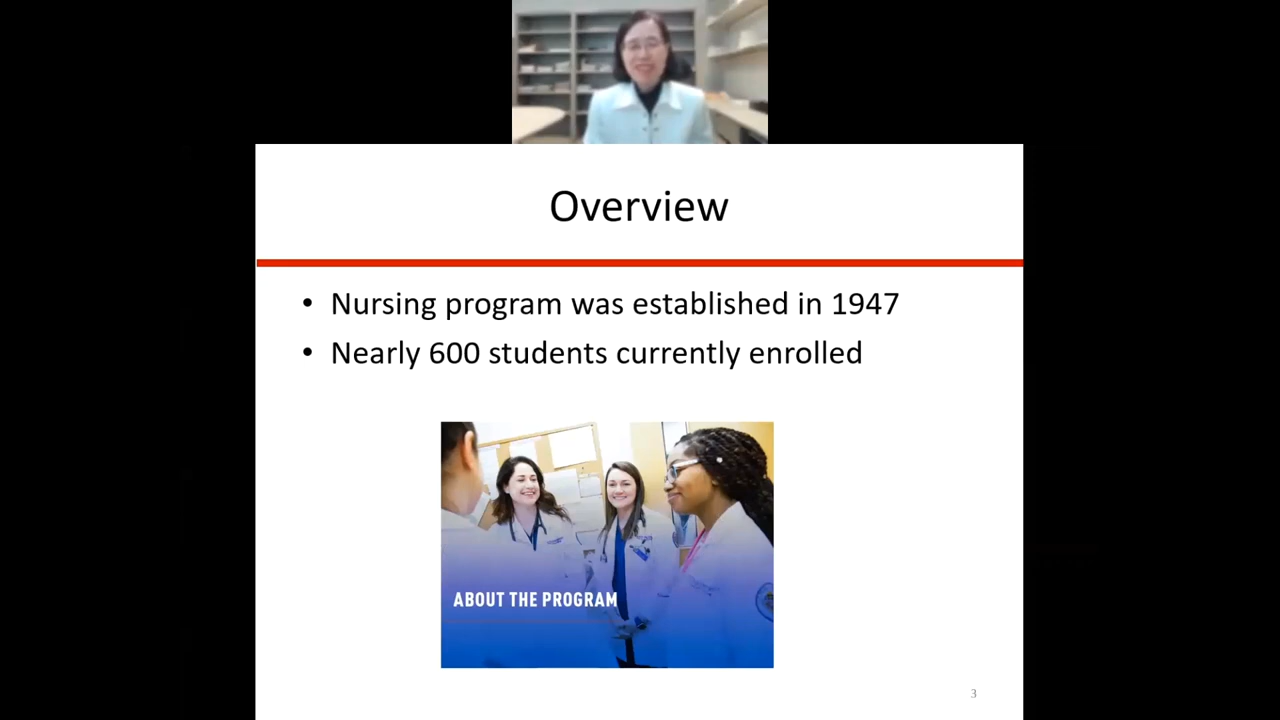 Overview
• Nursing program was established in 1947
• Nearly 600 students currently enrolled
ABOUT THE PROGRAM
3